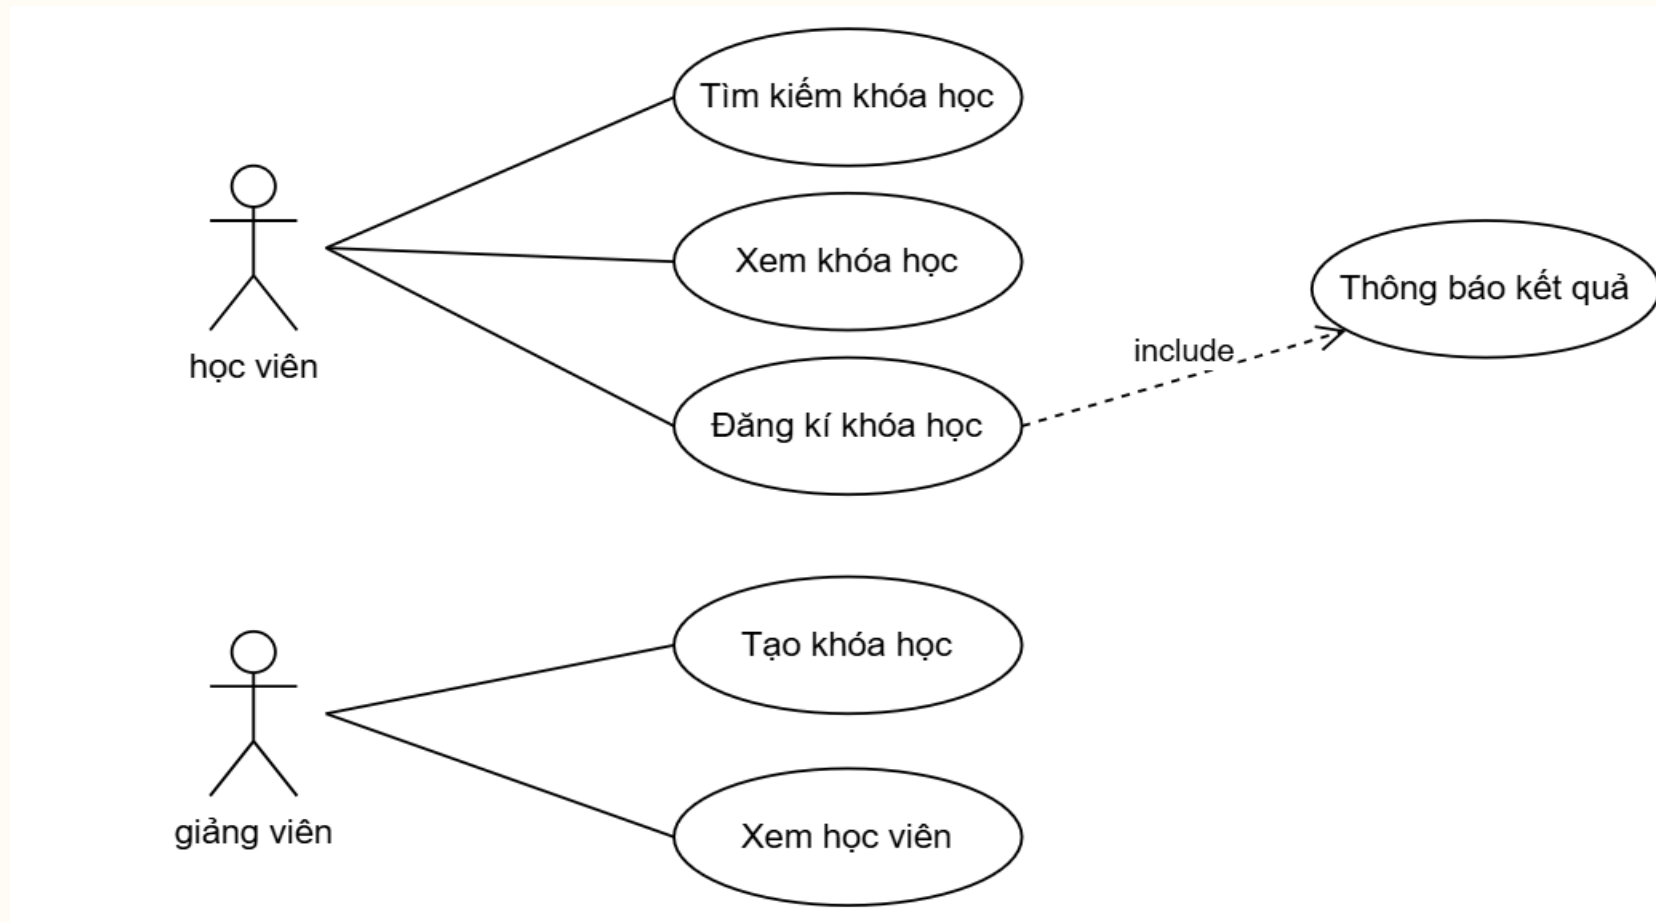 Tìm kiếm khóa học
Xem khóa học
Thông báo kết quả
include
học viên
Đăng kí khóa học
Tạo khóa học
giảng viên
Xem học viên